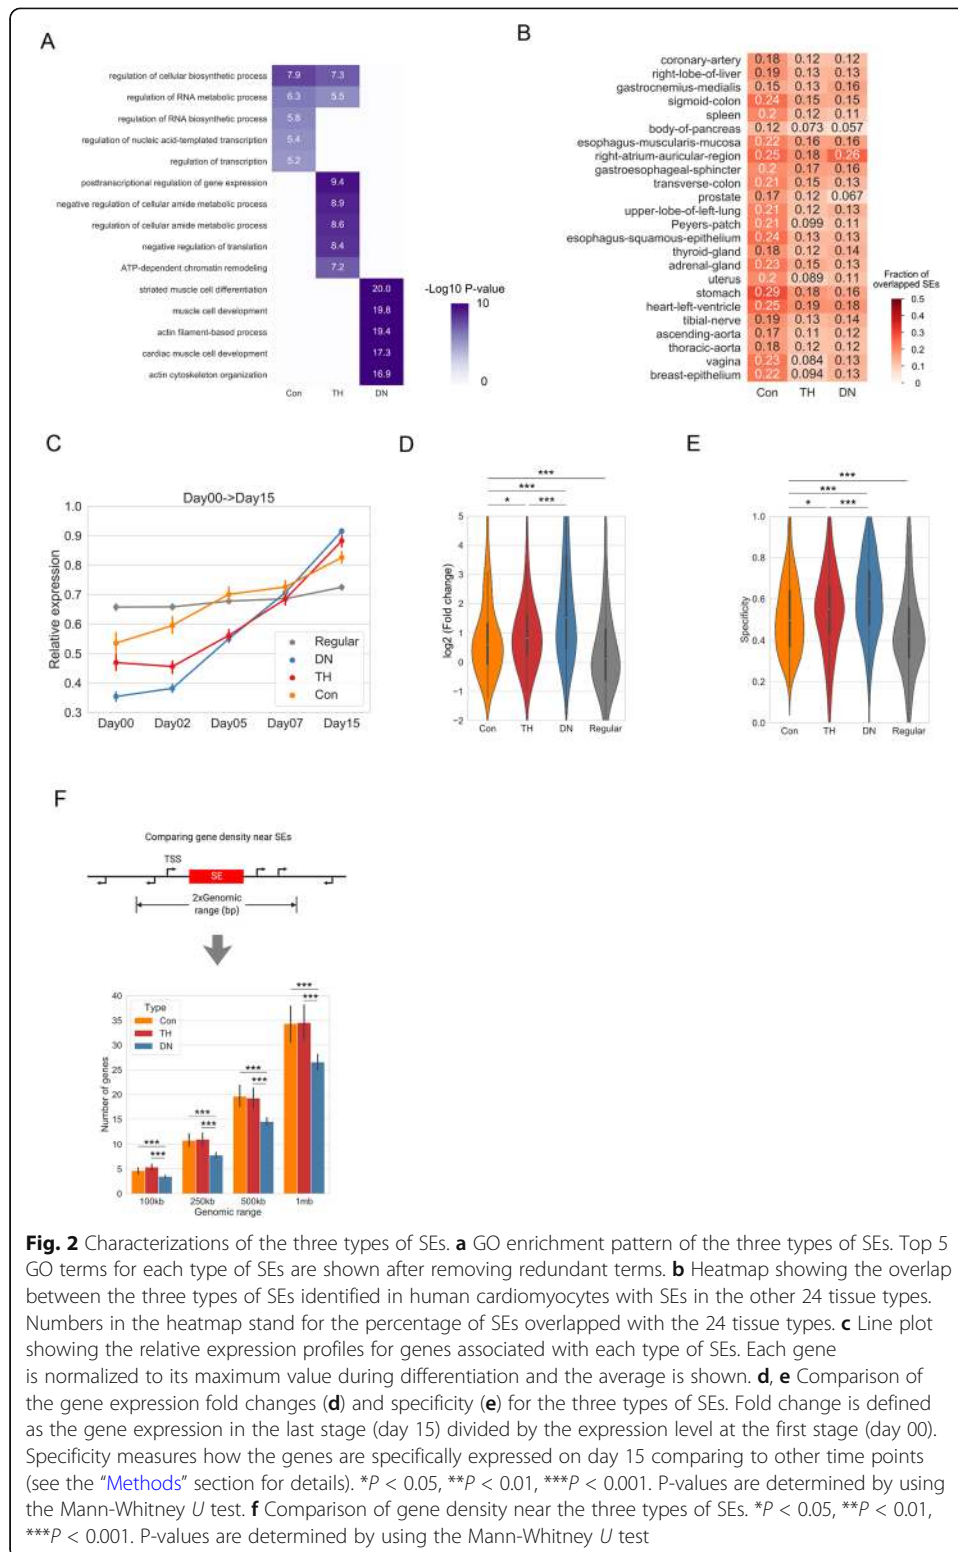 A
regulation of cellular biosynthetic process 7.9 7.3
regulation of RNA metabolic process 6.3 5.5
regulation of RNA biosynthetic process 5.8
regulation of nucleic acid-templated transcription 5.4
regulation of transcription 5.2
posttranscriptional regulation of gene expression 9.4
negative regulation of cellular amide metabolic process 8.9
regulation of cellular amide metabolic process 8.6
negative regulation of translation 8.4
ATP-dependent chromatin remodeling 7.2
striated muscle cell differentiation 20.0
muscle cell development 19.8
actin filament-based process 19.4
cardiac muscle cell development 17.3
actin cytoskeleton organization 16.9
Con TH DN
-Log10 P-value
10
0
B
coronary-artery 0.18 0.12 0.12
right-lobe-of-liver 0.19 0.13 0.13
gastrocnemius-medialis 0.15 0.13 0.16
sigmoid-colon 0.24 0.15 0.15
spleen 0.2 0.12 0.11
body-of-pancreas 0.12 0.073 0.057
esophagus-muscularis-mucosa 0.22 0.16 0.16
right-atrium-auricular-region 0.25 0.18 0.26
gastroesophageal-sphincter 0.2 0.17 0.16
transverse-colon 0.21 0.15 0.13
prostate 0.17 0.12 0.067
upper-lobe-of-left-lung 0.21 0.12 0.13
Peyers-patch 0.21 0.099 0.11
esophagus-squamous-epithelium 0.24 0.13 0.13
thyroid-gland 0.18 0.12 0.14
adrenal-gland 0.23 0.15 0.13
uterus 0.2 0.089 0.11
stomach 0.29 0.18 0.16
heart-left-ventricle 0.25 0.19 0.18
tibial-nerve 0.19 0.13 0.14
ascending-aorta 0.17 0.11 0.12
thoracic-aorta 0.18 0.12 0.12
vagina 0.23 0.084 0.13
breast-epithelium 0.22 0.094 0.13
Con TH DN
Fraction of
overlapped SEs
0.5
0.4
0.3
0.2
0.1
0
C
Day00->Day15
Relative expression
1.0
0.9
0.8
0.7
0.6
0.5
0.4
0.3
Regular
DN
TH
Con
Day00 Day02 Day05 Day07 Day15
D
***
***
* ***
log2 (Fold change)
5
4
3
2
1
0
−1
−2
Con TH DN Regular
E
***
***
* ***
Specificity
1.0
0.8
0.6
0.4
0.2
0.0
Con TH DN Regular
F
Comparing gene density near SEs
TSS
SE
2xGenomic
range (bp)
Number of genes
40
35
30
25
20
15
10
5
0
Type
Con
TH
DN
***
***
***
***
***
***
***
***
100kb 250kb 500kb 1mb
Genomic range
Fig. 2 Characterizations of the three types of SEs. a GO enrichment pattern of the three types of SEs. Top 5
GO terms for each type of SEs are shown after removing redundant terms. b Heatmap showing the overlap
between the three types of SEs identified in human cardiomyocytes with SEs in the other 24 tissue types.
Numbers in the heatmap stand for the percentage of SEs overlapped with the 24 tissue types. c Line plot
showing the relative expression profiles for genes associated with each type of SEs. Each gene
is normalized to its maximum value during differentiation and the average is shown. d, e Comparison of
the gene expression fold changes (d) and specificity (e) for the three types of SEs. Fold change is defined
as the gene expression in the last stage (day 15) divided by the expression level at the first stage (day 00).
Specificity measures how the genes are specifically expressed on day 15 comparing to other time points
(see the “Methods” section for details). *P < 0.05, **P < 0.01, ***P < 0.001. P-values are determined by using
the Mann-Whitney U test. f Comparison of gene density near the three types of SEs. *P < 0.05, **P < 0.01,
***P < 0.001. P-values are determined by using the Mann-Whitney U test